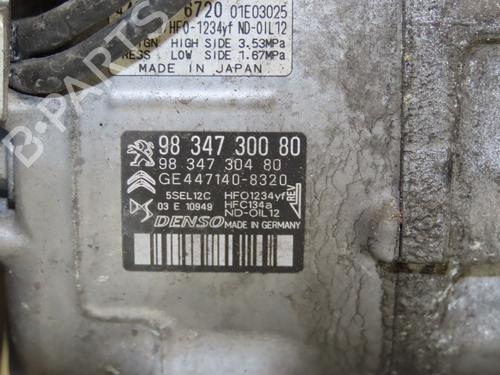 6720 01E03025
HFO-1234yf ND-OIL12
HIGH SIDE 3.53MPa
LOW SIDE 1.67MPa
MADE IN JAPAN
B-PARTS
98 347 300 80
98 347 304 80
GE447140-8320
5SEL12C HFO1234yf
03 E 10949 HFC134a
ND-OIL12
REV
DENSO MADE IN GERMANY